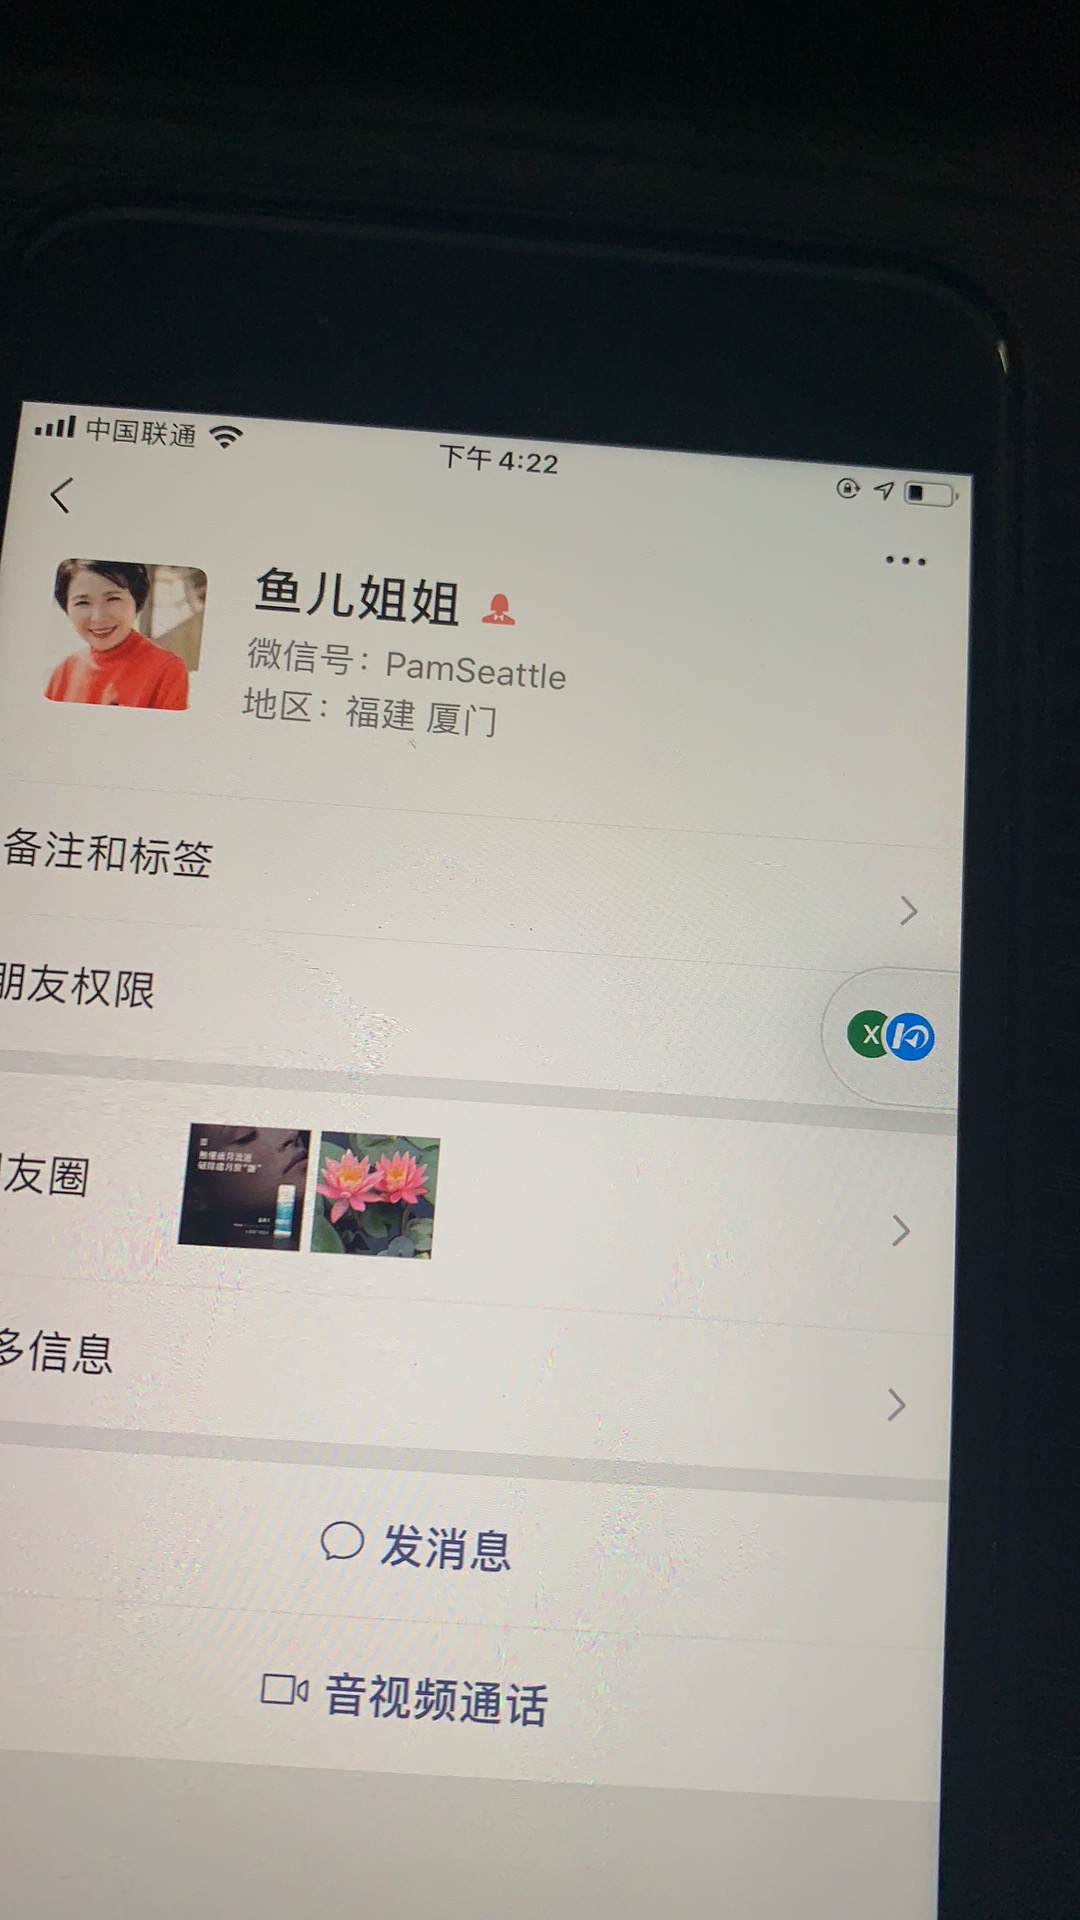 中国联通
下午4:22
鱼儿姐姐
微信号：PamSeattle
地区：福建 厦门
备注和标签
朋友权限
X
友圈
多信息
发消息
音视频通话